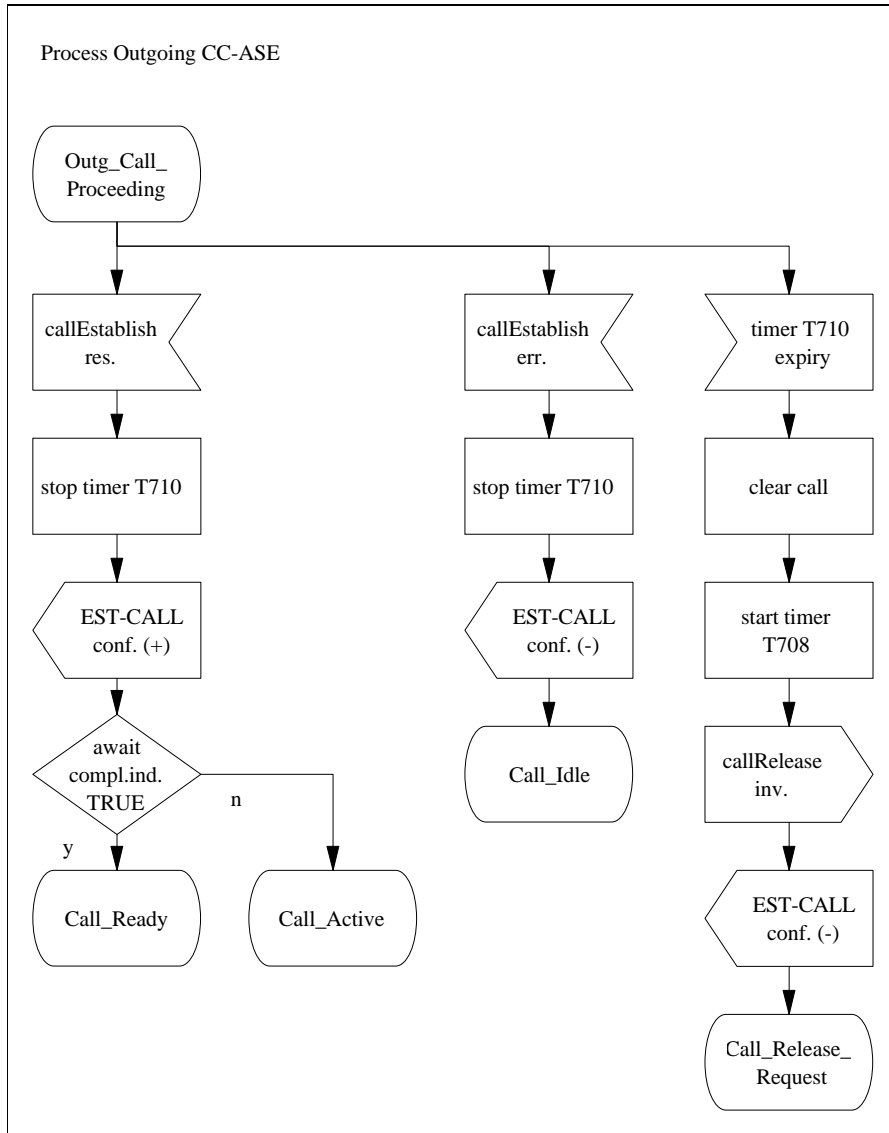 Process Outgoing CC-ASE
Outg_Call_
Proceeding
callEstablish
res.
callEstablish
err.
timer T710
expiry
stop timer T710
stop timer T710
clear call
EST-CALL
conf. (+)
EST-CALL
conf. (-)
start timer
T708
await
compl.ind.
TRUE
n
y
Call_Idle
callRelease
inv.
Call_Ready
Call_Active
EST-CALL
conf. (-)
Call_Release_
Request